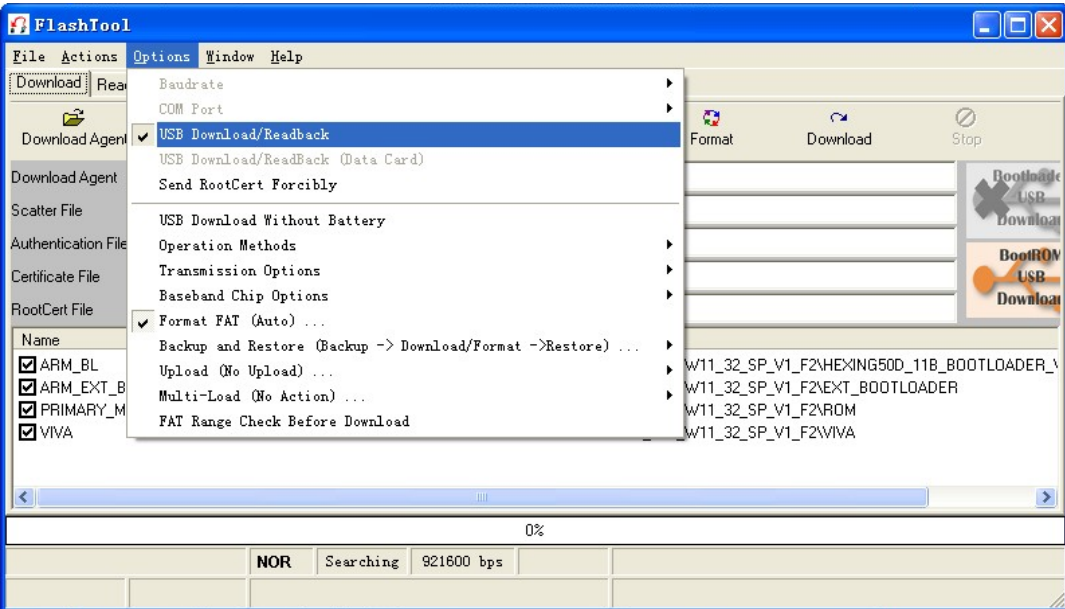 FlashTool
File Actions Options Window Help
Download
Baudrate
COM Port
USB Download/Readback
USB Download/ReadBack (Data Card)
Send RootCert Forcibly
USB Download Without Battery
Operation Methods
Transmission Options
Baseband Chip Options
Format FAT (Auto) ...
Backup and Restore (Backup -> Download/Format ->Restore) ...
Upload (No Upload) ...
Multi-Load (No Action) ...
FAT Range Check Before Download
Download Agent
Format Download Stop
Download Agent
Scatter File
Authentication File
Certificate File
RootCert File
USB
BootROM
USB
Name
ARM_BL W11_32_SP_V1_F2\HEXING50D_11B_BOOTLOADER_
ARM_EXT_B W11_32_SP_V1_F2\EXT_BOOTLOADER
PRIMARY_M W11_32_SP_V1_F2\ROM
VIVA W11_32_SP_V1_F2\VIVA
0%
NOR Searching 921600 bps